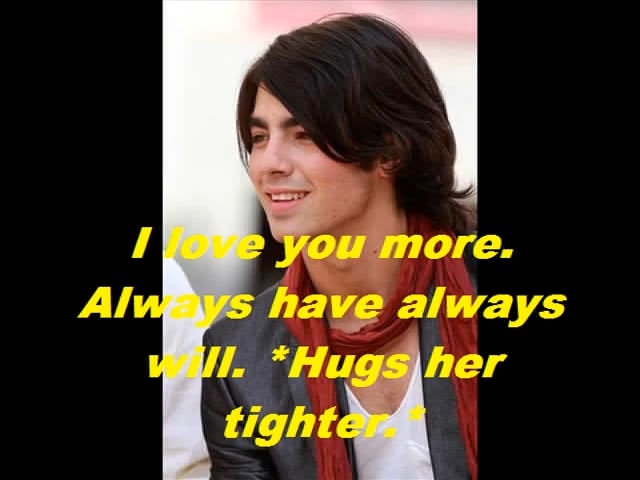 I love you more.
Always have always
will. *Hugs her
tighter.*